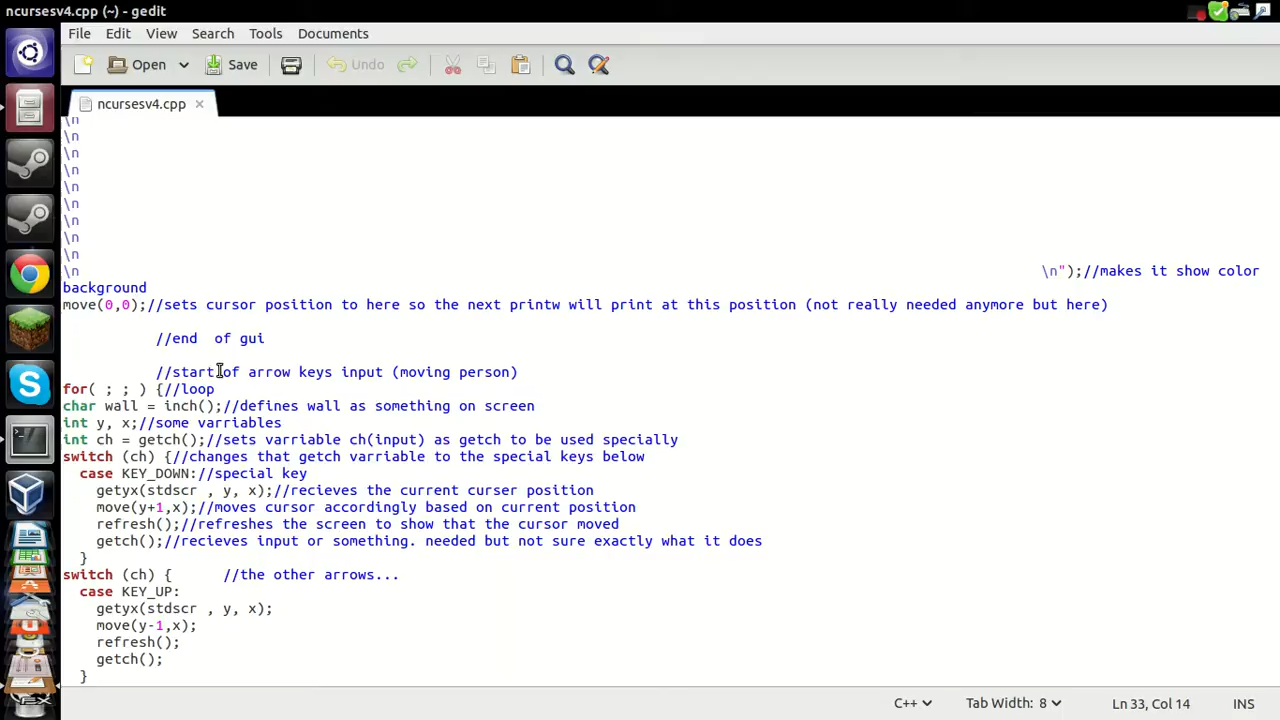 ncursesv4.cpp (~) - gedit
File Edit View Search Tools Documents
Open Save Undo
ncursesv4.cpp ×
\n
\n
\n
\n
\n
\n
\n
\n
\n
\n \n");//makes it show color
background
move(0,0);//sets cursor position to here so the next printw will print at this position (not really needed anymore but here)
//end  of gui
//start of arrow keys input (moving person)
for( ; ; ) {//loop
char wall = inch();//defines wall as something on screen
int y, x;//some varriables
int ch = getch();//sets varriable ch(input) as getch to be used specially
switch (ch) {//changes that getch varriable to the special keys below
case KEY_DOWN://special key
getyx(stdscr , y, x);//recieves the current curser position
move(y+1,x);//moves cursor accordingly based on current position
refresh();//refreshes the screen to show that the cursor moved
getch();//recieves input or something. needed but not sure exactly what it does
}
switch (ch) { //the other arrows...
case KEY_UP:
getyx(stdscr , y, x);
move(y-1,x);
refresh();
getch();
}
C++ Tab Width: 8 Ln 33, Col 14 INS